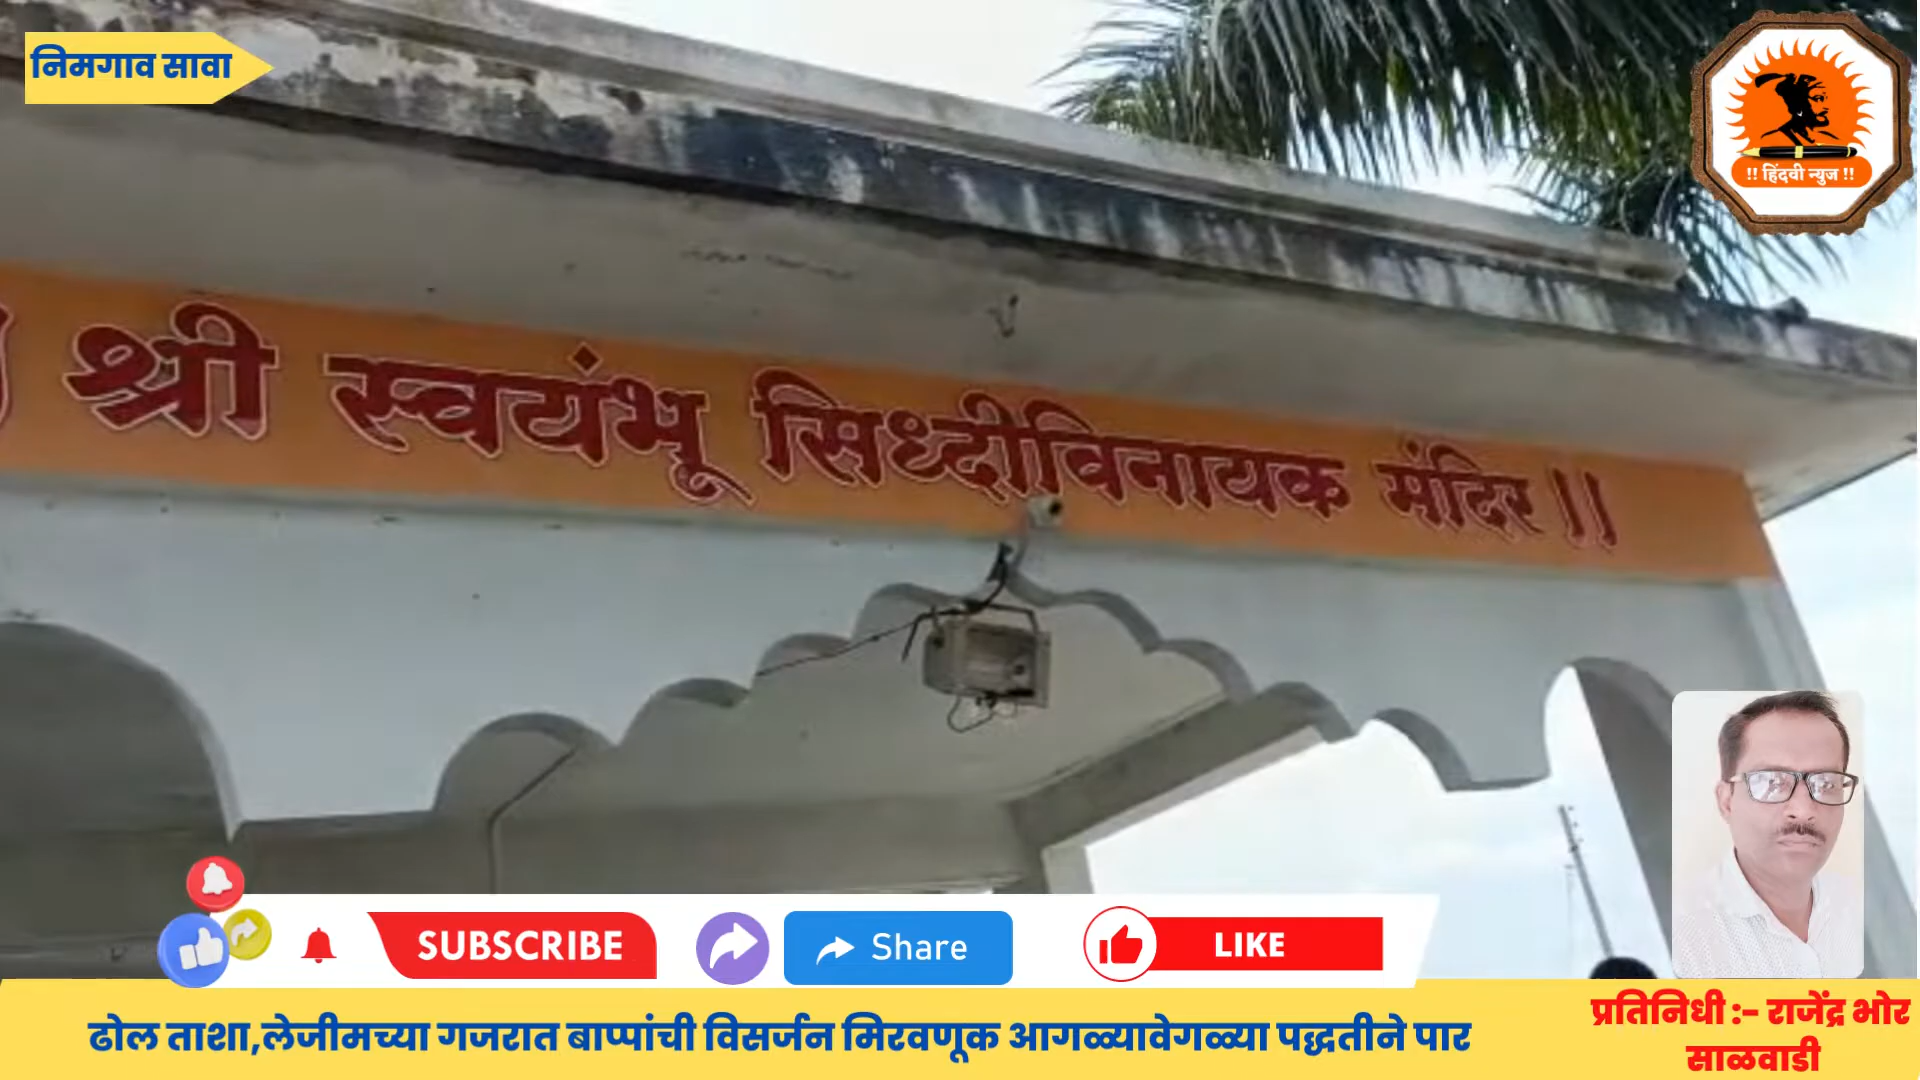 निमगाव सावा
!! हिंदवी न्युज !!
श्री स्वयंभू सिध्दीविनायक मंदिर ||
SUBSCRIBE
Share
LIKE
ढोल ताशा,लेजीमच्या गजरात बाप्पांची विसर्जन मिरवणूक आगळ्यावेगळ्या पद्धतीने पार
प्रतिनिधी :- राजेंद्र भोर
साळवाडी